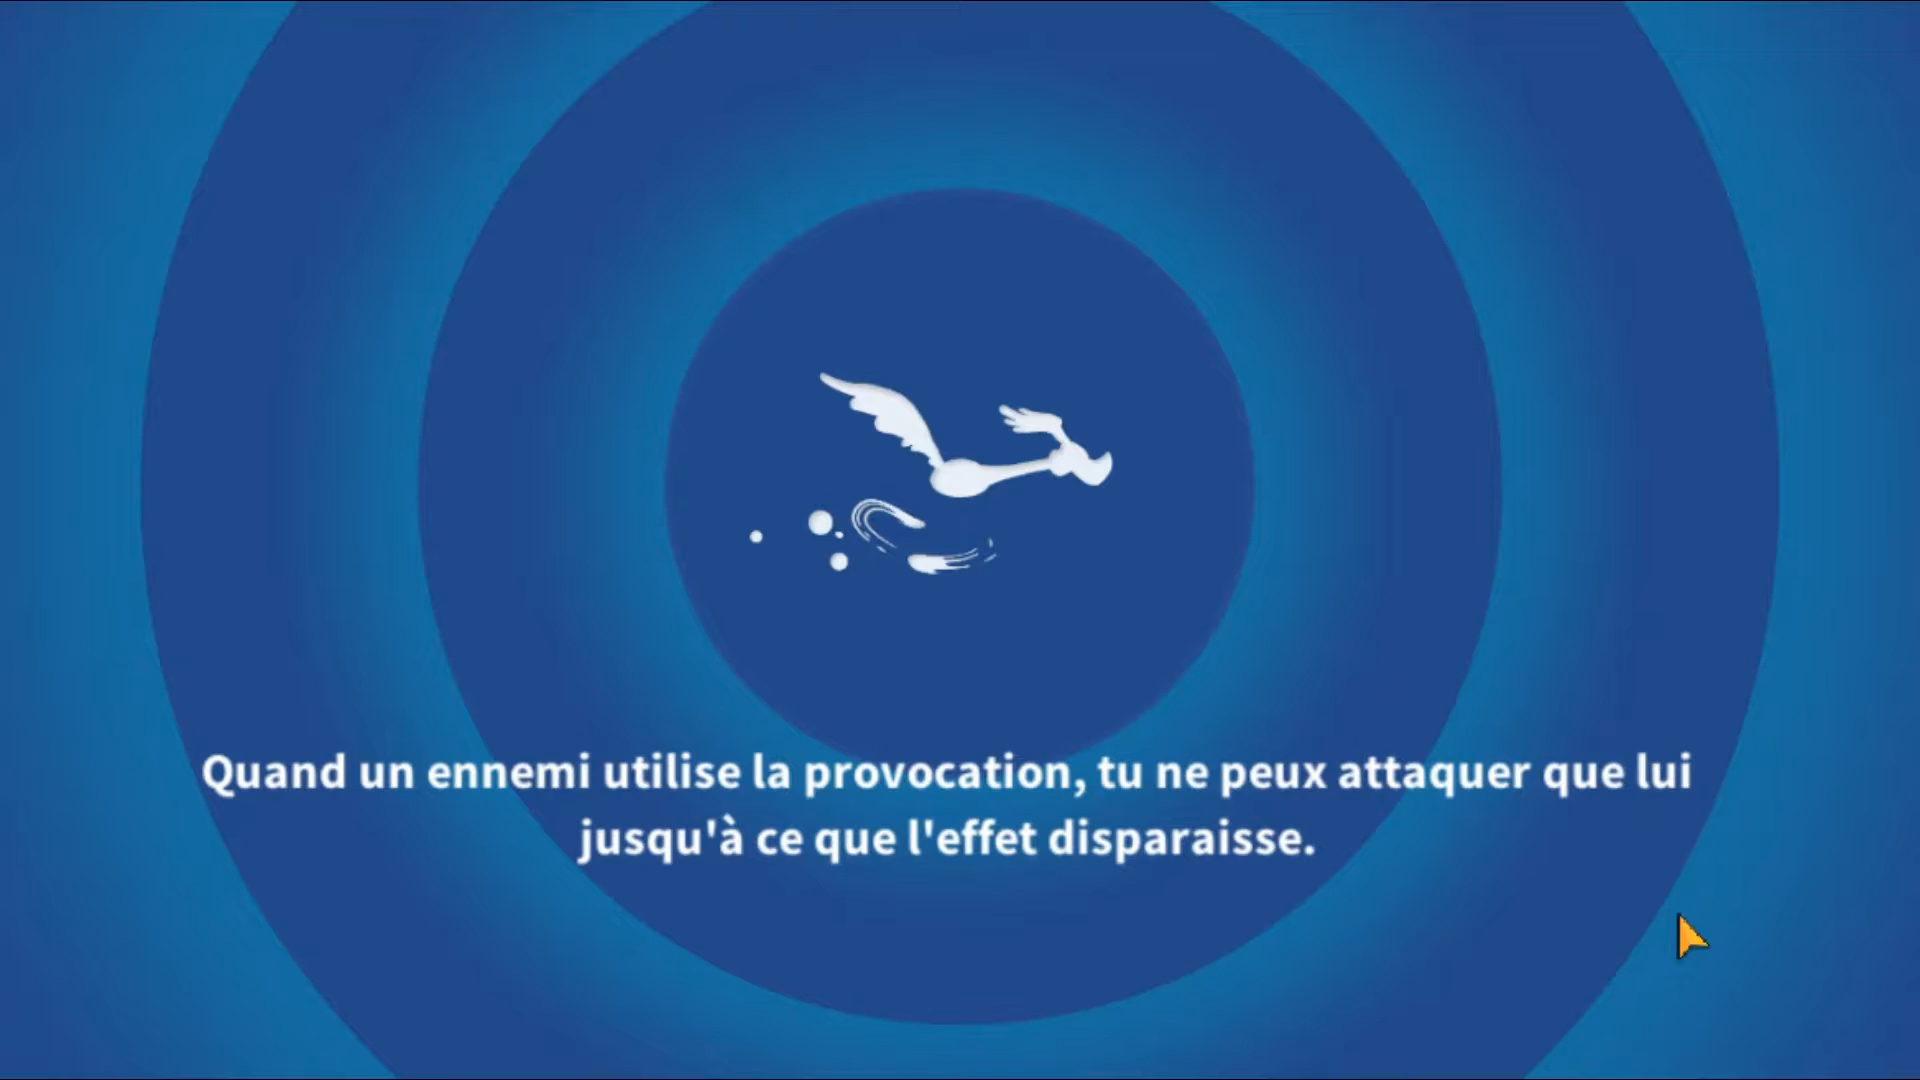 Quand un ennemi utilise la provocation, tu ne peux attaquer que lui
jusqu'à ce que l'effet disparaisse.